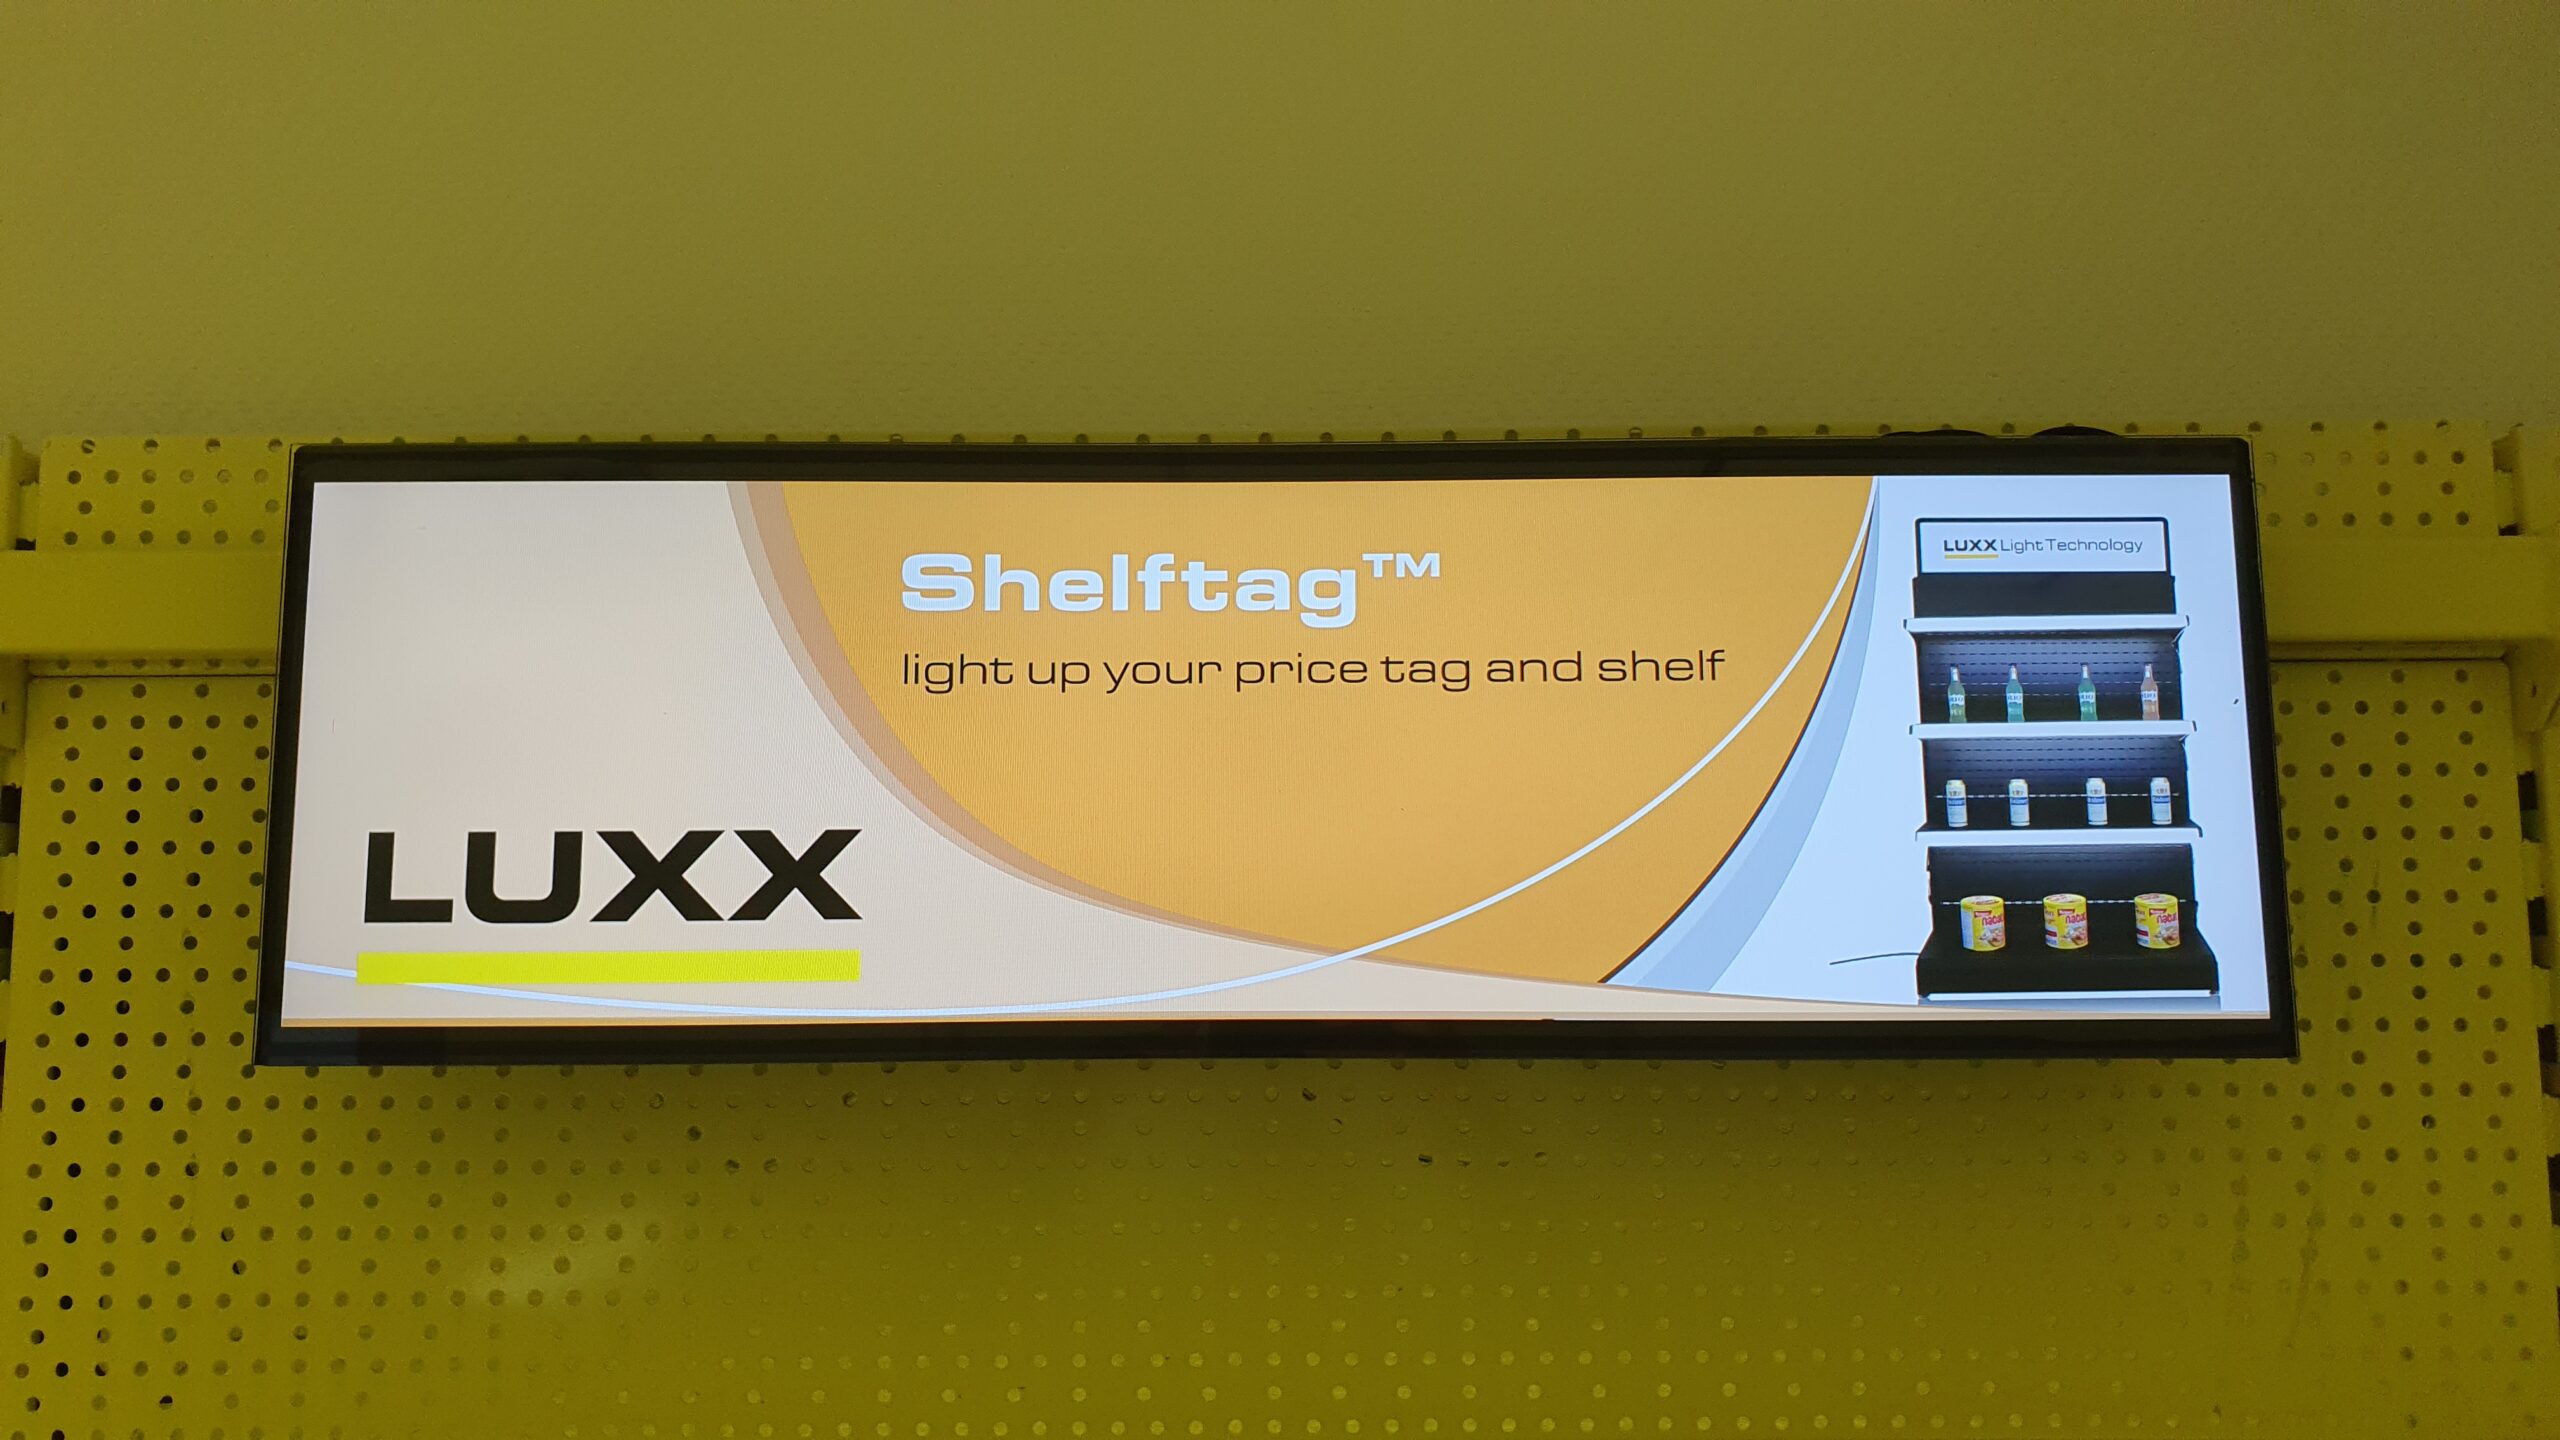 Shelftag™
light up your price tag and shelf
LUXX
LUXX Light Technology